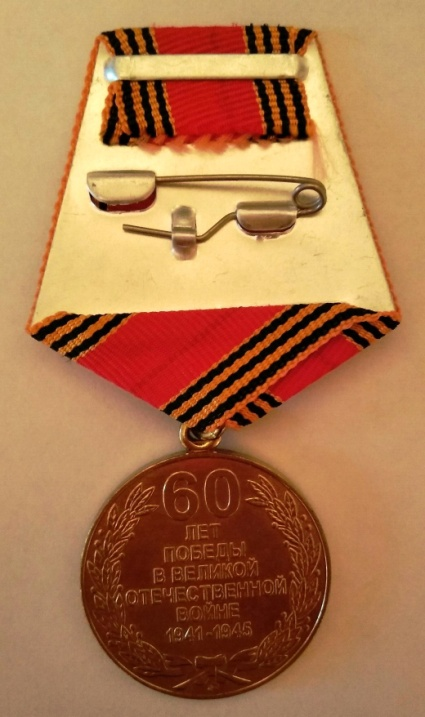 60
ЛЕТ
ПОБЕДЫ
В ВЕЛИКОЙ
ОТЕЧЕСТВЕННОЙ
ВОЙНЕ
1941-1945